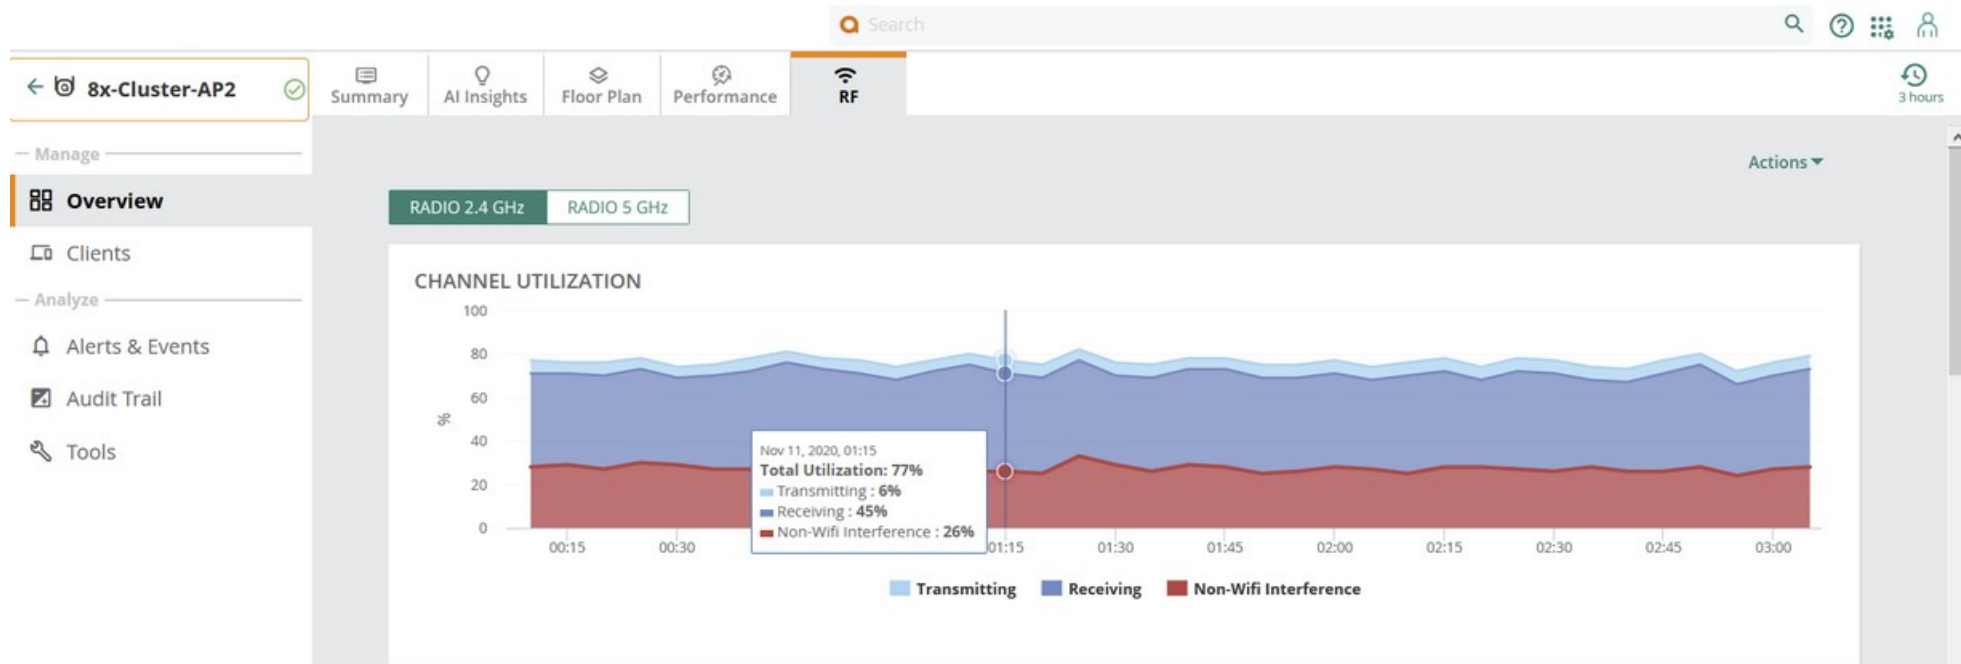 Search
8x-Cluster-AP2
Summary
AI Insights
Floor Plan
Performance
RF
3 hours
Manage
Overview
Clients
Analyze
Alerts & Events
Audit Trail
Tools
Actions
RADIO 2.4 GHz
RADIO 5 GHz
CHANNEL UTILIZATION
100
80
60
40
20
0
%
Nov 11, 2020, 01:15
Total Utilization: 77%
Transmitting : 6%
Receiving : 45%
Non-Wifi Interference : 26%
00:15
00:30
01:15
01:30
01:45
02:00
02:15
02:30
02:45
03:00
Transmitting
Receiving
Non-Wifi Interference